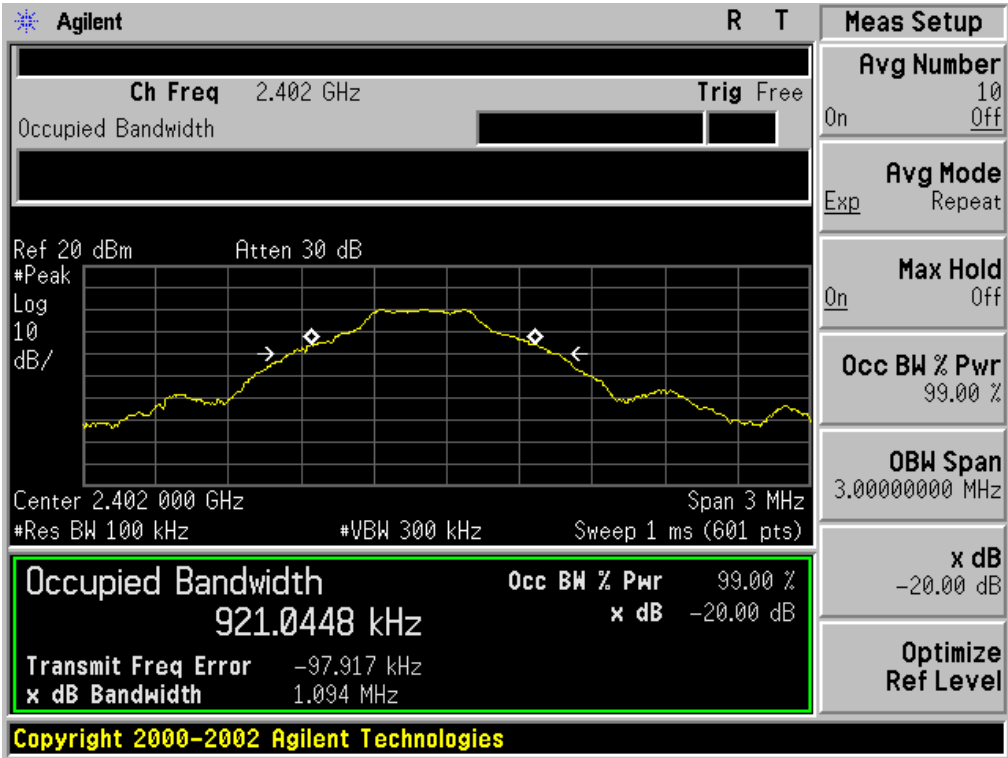 Agilent R T
Ch Freq 2.402 GHz Trig Free
Occupied Bandwidth
Ref 20 dBm Atten 30 dB
#Peak
Log
10
dB/
Center 2.402 000 GHz Span 3 MHz
#Res BW 100 kHz #VBW 300 kHz Sweep 1 ms (601 pts)
Occupied Bandwidth Occ BW % Pwr 99.00 %
921.0448 kHz x dB -20.00 dB
Transmit Freq Error -97.917 kHz
x dB Bandwidth 1.094 MHz
Copyright 2000-2002 Agilent Technologies
Meas Setup
Avg Number
10
On Off
Avg Mode
Exp Repeat
Max Hold
On Off
Occ BW % Pwr
99.00 %
OBW Span
3.00000000 MHz
x dB
-20.00 dB
Optimize
Ref Level